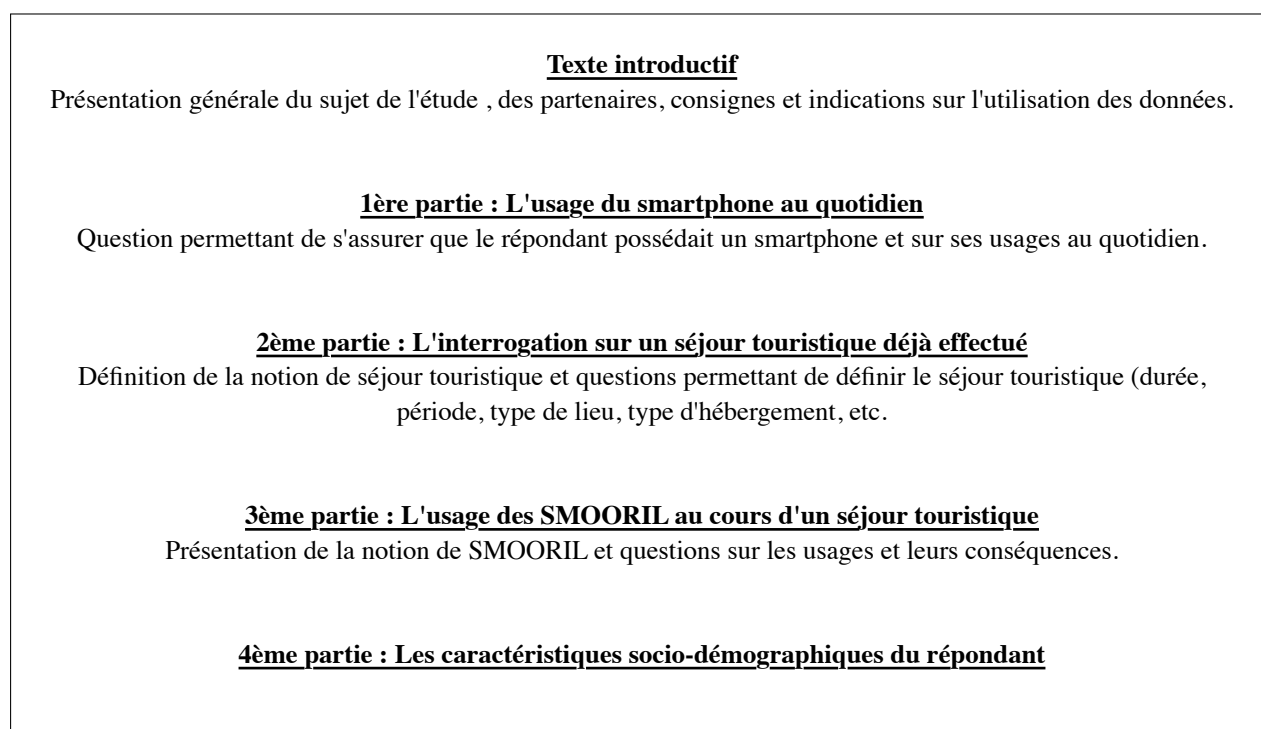 Texte introductif
Présentation générale du sujet de l'étude , des partenaires, consignes et indications sur l'utilisation des données.
1ère partie : L'usage du smartphone au quotidien
Question permettant de s'assurer que le répondant possédait un smartphone et sur ses usages au quotidien.
2ème partie : L'interrogation sur un séjour touristique déjà effectué
Définition de la notion de séjour touristique et questions permettant de définir le séjour touristique (durée,
période, type de lieu, type d'hébergement, etc.
3ème partie : L'usage des SMOORIL au cours d'un séjour touristique
Présentation de la notion de SMOORIL et questions sur les usages et leurs conséquences.
4ème partie : Les caractéristiques socio-démographiques du répondant